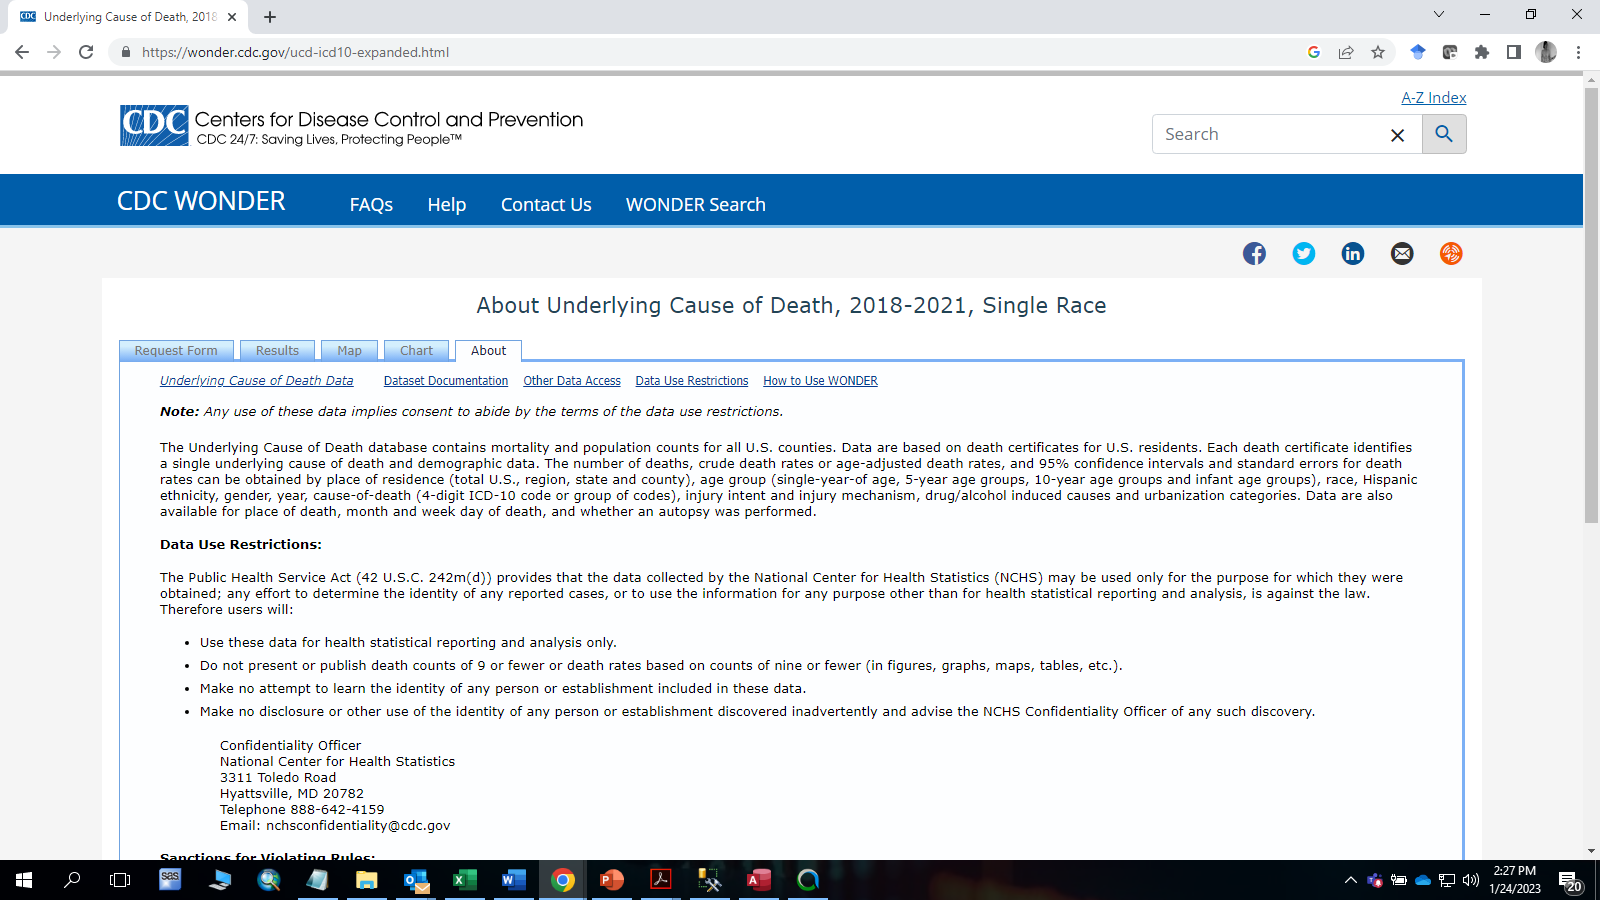 CDC Underlying Cause of Death, 2018
https://wonder.cdc.gov/ucd-icd10-expanded.html
A-Z Index
CDC Centers for Disease Control and Prevention
CDC 24/7: Saving Lives, Protecting People™
Search
CDC WONDER FAQs Help Contact Us WONDER Search
About Underlying Cause of Death, 2018-2021, Single Race
Request Form Results Map Chart About
Underlying Cause of Death Data Dataset Documentation Other Data Access Data Use Restrictions How to Use WONDER
Note: Any use of these data implies consent to abide by the terms of the data use restrictions.
The Underlying Cause of Death database contains mortality and population counts for all U.S. counties. Data are based on death certificates for U.S. residents. Each death certificate identifies
a single underlying cause of death and demographic data. The number of deaths, crude death rates or age-adjusted death rates, and 95% confidence intervals and standard errors for death
rates can be obtained by place of residence (total U.S., region, state and county), age group (single-year-of age, 5-year age groups, 10-year age groups and infant age groups), race, Hispanic
ethnicity, gender, year, cause-of-death (4-digit ICD-10 code or group of codes), injury intent and injury mechanism, drug/alcohol induced causes and urbanization categories. Data are also
available for place of death, month and week day of death, and whether an autopsy was performed.
Data Use Restrictions:
The Public Health Service Act (42 U.S.C. 242m(d)) provides that the data collected by the National Center for Health Statistics (NCHS) may be used only for the purpose for which they were
obtained; any effort to determine the identity of any reported cases, or to use the information for any purpose other than for health statistical reporting and analysis, is against the law.
Therefore users will:
• Use these data for health statistical reporting and analysis only.
• Do not present or publish death counts of 9 or fewer or death rates based on counts of nine or fewer (in figures, graphs, maps, tables, etc.).
• Make no attempt to learn the identity of any person or establishment included in these data.
• Make no disclosure or other use of the identity of any person or establishment discovered inadvertently and advise the NCHS Confidentiality Officer of any such discovery.
Confidentiality Officer
National Center for Health Statistics
3311 Toledo Road
Hyattsville, MD 20782
Telephone 888-642-4159
Email: nchsconfidentiality@cdc.gov
Sanctions for Violating Rules:
2:27 PM
1/24/2023
20